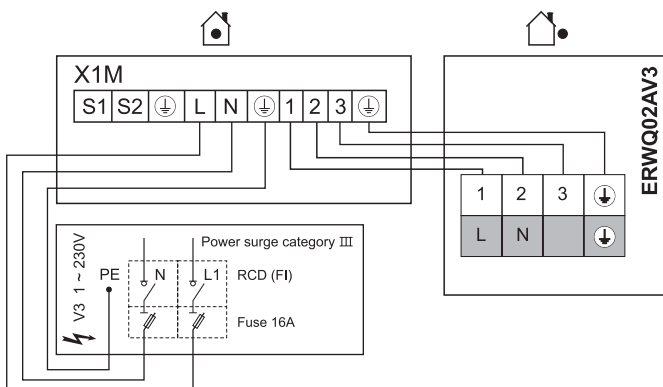 X1M
S1 S2 L N 1 2 3
ERWQ02AV3
1 2 3
L N
V3 1 ~ 230V
Power surge category III
PE N L1 RCD (FI)
Fuse 16A